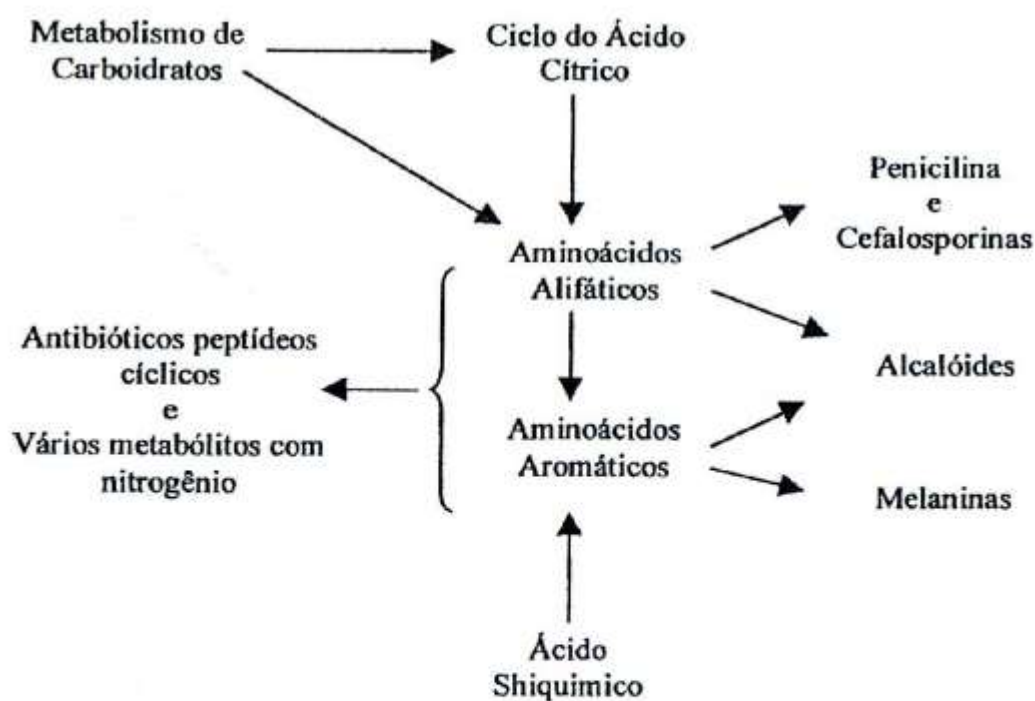 Metabolismo de
Carboidratos
Ciclo do Ácido
Cítrico
Penicilina
e
Cefalosporinas
Aminoácidos
Alifáticos
Antibióticos peptídeos
cíclicos
e
Vários metabólitos com
nitrogênio
Alcalóides
Aminoácidos
Aromáticos
Melaninas
Ácido
Shiquimico